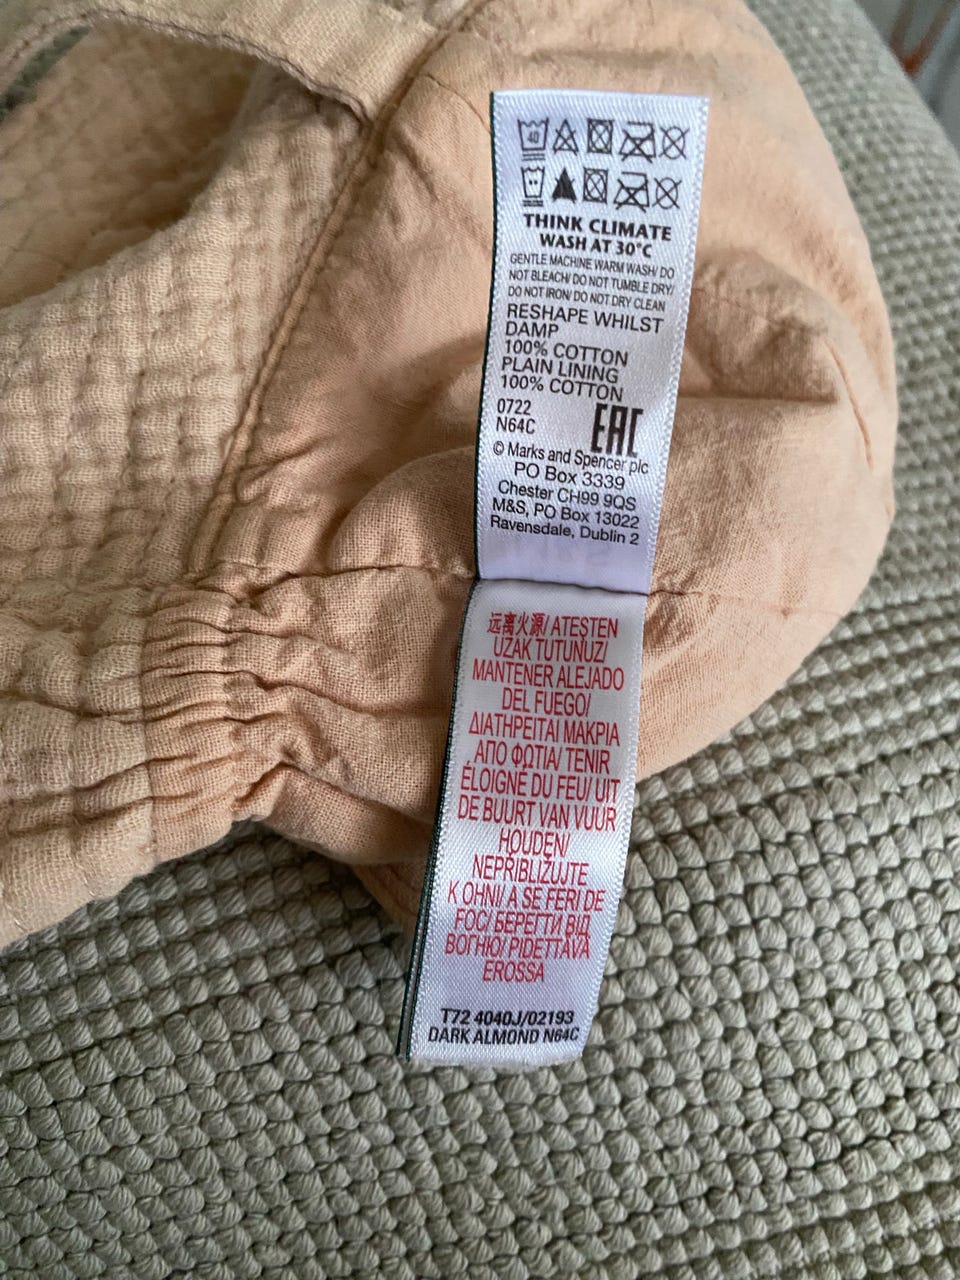 40
THINK CLIMATE
WASH AT 30°C
GENTLE MACHINE WARM WASH/ DO
NOT BLEACH/ DO NOT TUMBLE DRY/
DO NOT IRON/ DO NOT DRY CLEAN
RESHAPE WHILST
DAMP
100% COTTON
PLAIN LINING
100% COTTON
0722
N64C
EAC
© Marks and Spencer plc
PO Box 3339
Chester CH99 9QS
M&S, PO Box 13022
Ravensdale, Dublin 2
远离火源/ ATEŞTEN
UZAK TUTUNUZ/
MANTENER ALEJADO
DEL FUEGO/
ΔΙΑΤΗΡΕΙΤΑΙ ΜΑΚΡΙΑ
ΑΠΟ ΦΩΤΙΑ/ TENIR
ÉLOIGNÉ DU FEU/ UIT
DE BUURT VAN VUUR
HOUDEN/
NEPŘIBLIŽUJTE
K OHNI/ A SE FERI DE
FOC/ БЕРЕГТИ ВІД
ВОГНЮ/ PIDETTÄVÄ
EROSSA
T72 4040J/02193
DARK ALMOND N64C